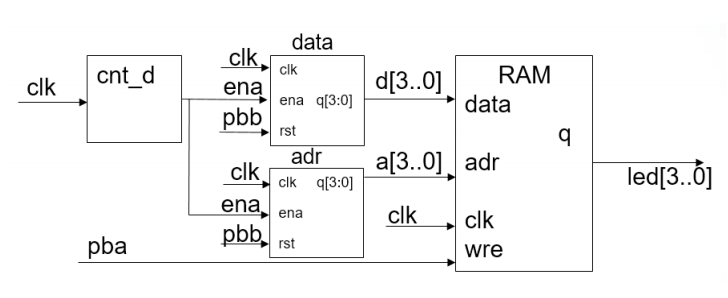 clk
cnt_d
data
clk
ena
pbb
clk
ena q[3:0]
rst
d[3..0]
adr
clk
ena
pbb
clk q[3:0]
ena
rst
a[3..0]
clk
RAM
data
q
adr
clk
wre
led[3..0]
pba